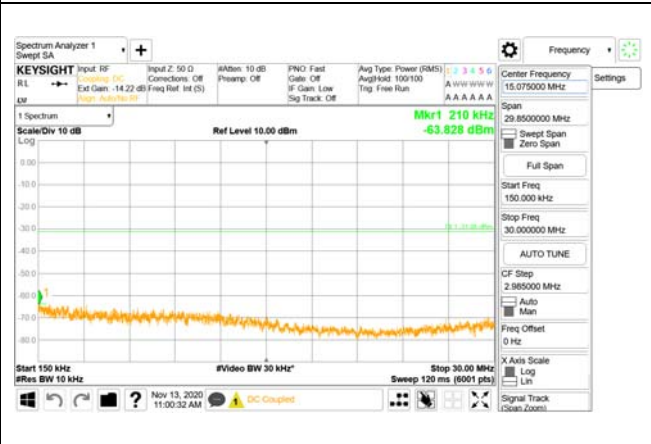 Spectrum Analyzer 1
Swept SA
Frequency
Settings
KEYSIGHT
RL
Input: RF
Coupling: DC
Ext Gain: -14.22 dB
Align: Auto/No RF
Input Z: 50 Ω
Corrections: Off
Freq Ref: Int (S)
#Atten: 10 dB
Preamp: Off
PNO: Fast
Gate: Off
IF Gain: Low
Sig Track: Off
Avg Type: Power (RMS)
Avg|Hold: 100/100
Trig: Free Run
1 2 3 4 5 6
A W W W W W
A A A A A A
1 Spectrum
Scale/Div 10 dB
Log
Ref Level 10.00 dBm
Mkr1 210 kHz
-63.828 dBm
0.00
-10.0
-20.0
-30.0
-40.0
-50.0
-60.0
-70.0
-80.0
1
Start 150 kHz
#Res BW 10 kHz
#Video BW 30 kHz*
Stop 30.00 MHz
Sweep 120 ms (6001 pts)
Center Frequency
15.075000 MHz
Span
29.8500000 MHz
Swept Span
Zero Span
Full Span
Start Freq
150.000 kHz
Stop Freq
30.000000 MHz
AUTO TUNE
CF Step
2.985000 MHz
Auto
Man
Freq Offset
0 Hz
X Axis Scale
Log
Lin
Signal Track
(Span Zoom)
Nov 13, 2020
11:00:32 AM
1
DC Coupled